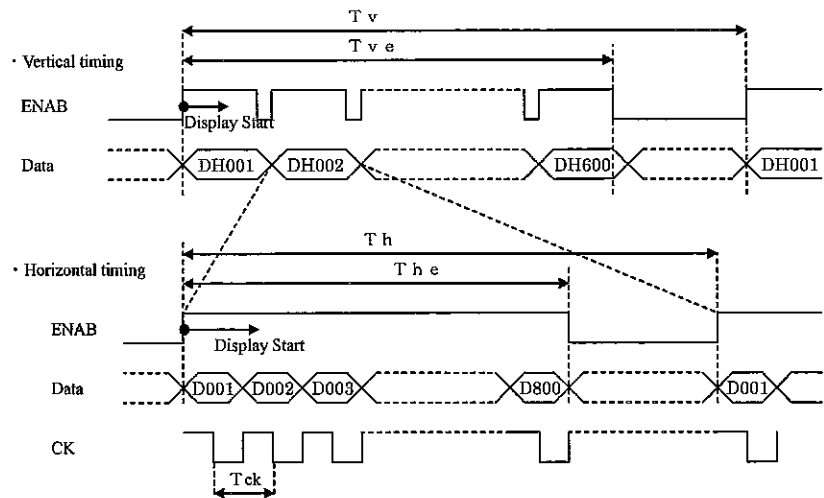 T v
T v e
・Vertical timing
ENAB
Display Start
Data
DH001 DH002 DH600 DH001
T h
・Horizontal timing
T h e
ENAB
Display Start
Data
D001 D002 D003 D800 D001
CK
T ck